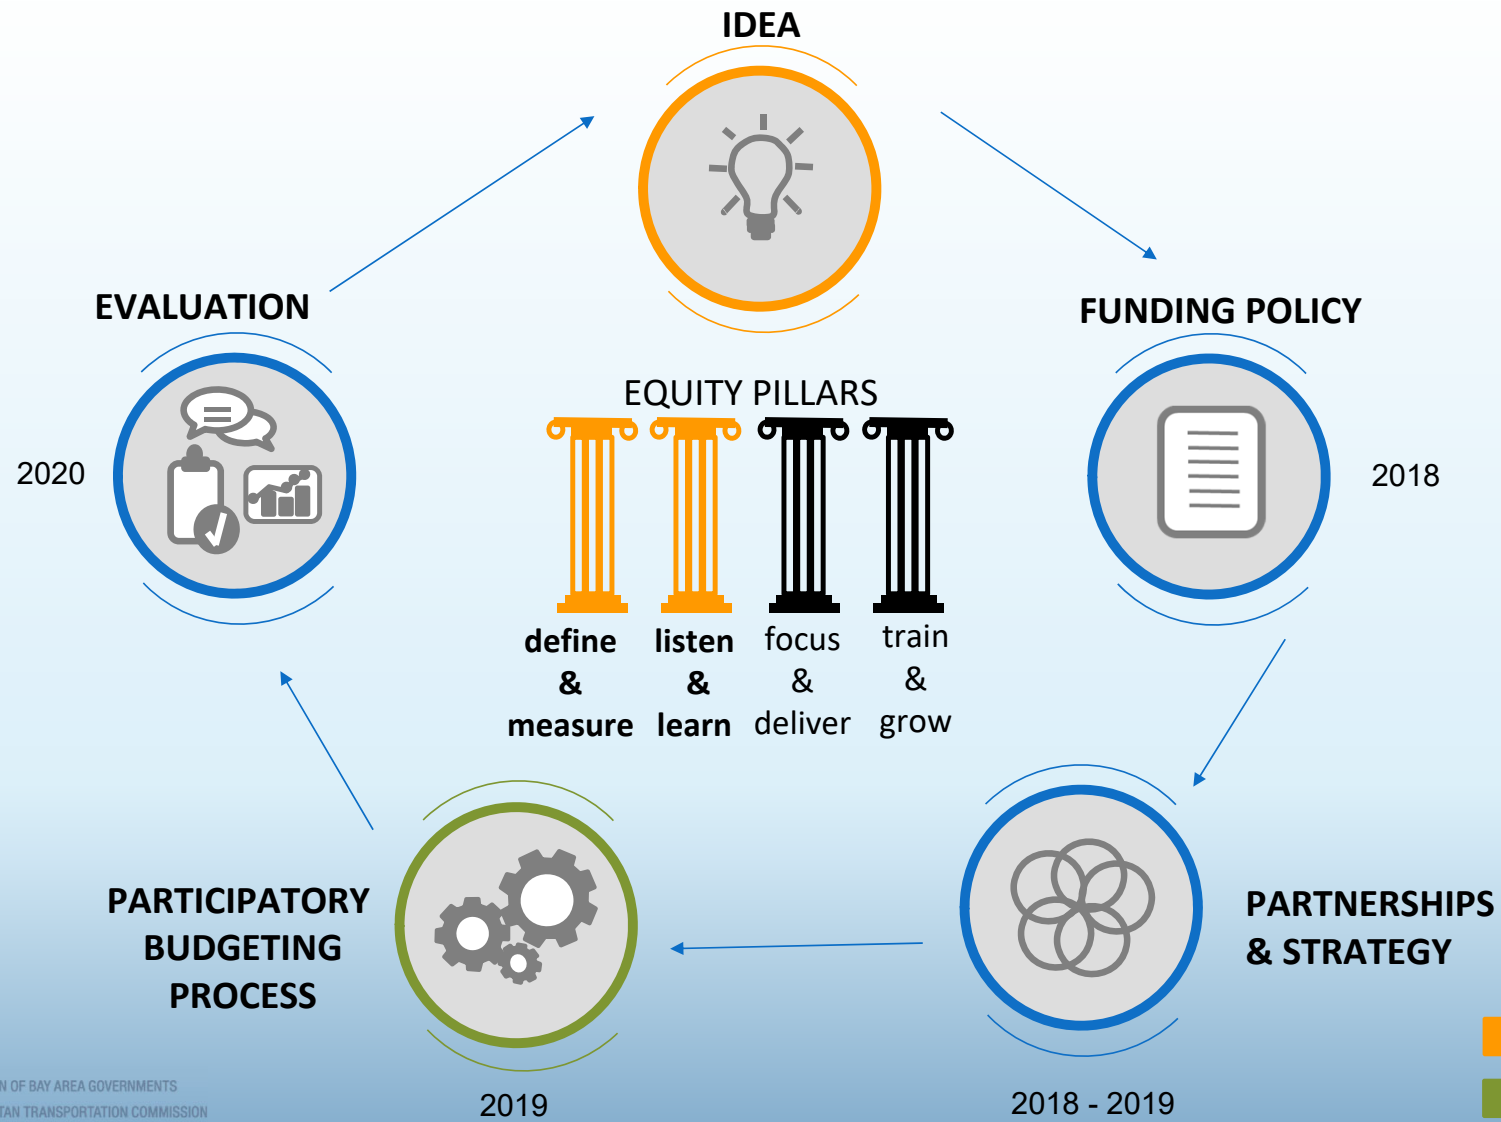 IDEA
EVALUATION
FUNDING POLICY
EQUITY PILLARS
2020
2018
define
&
measure
listen
&
learn
focus
&
deliver
train
&
grow
PARTICIPATORY
BUDGETING
PROCESS
PARTNERSHIPS
& STRATEGY
2019
2018 - 2019
N OF BAY AREA GOVERNMENTS
TAN TRANSPORTATION COMMISSION